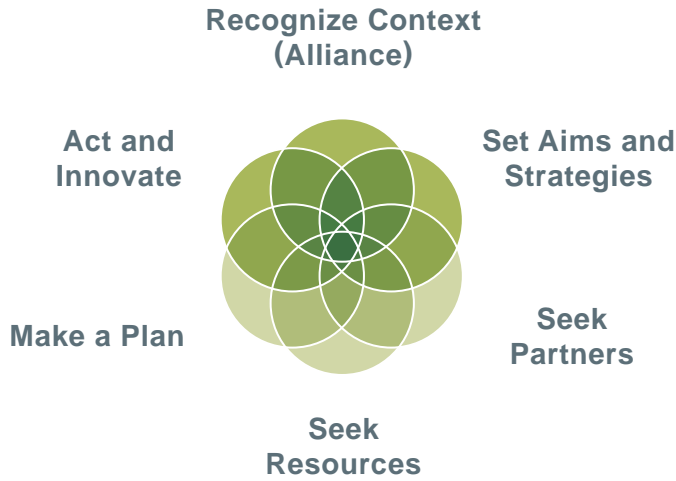 Recognize Context
(Alliance)
Set Aims and
Strategies
Seek
Partners
Seek
Resources
Make a Plan
Act and
Innovate